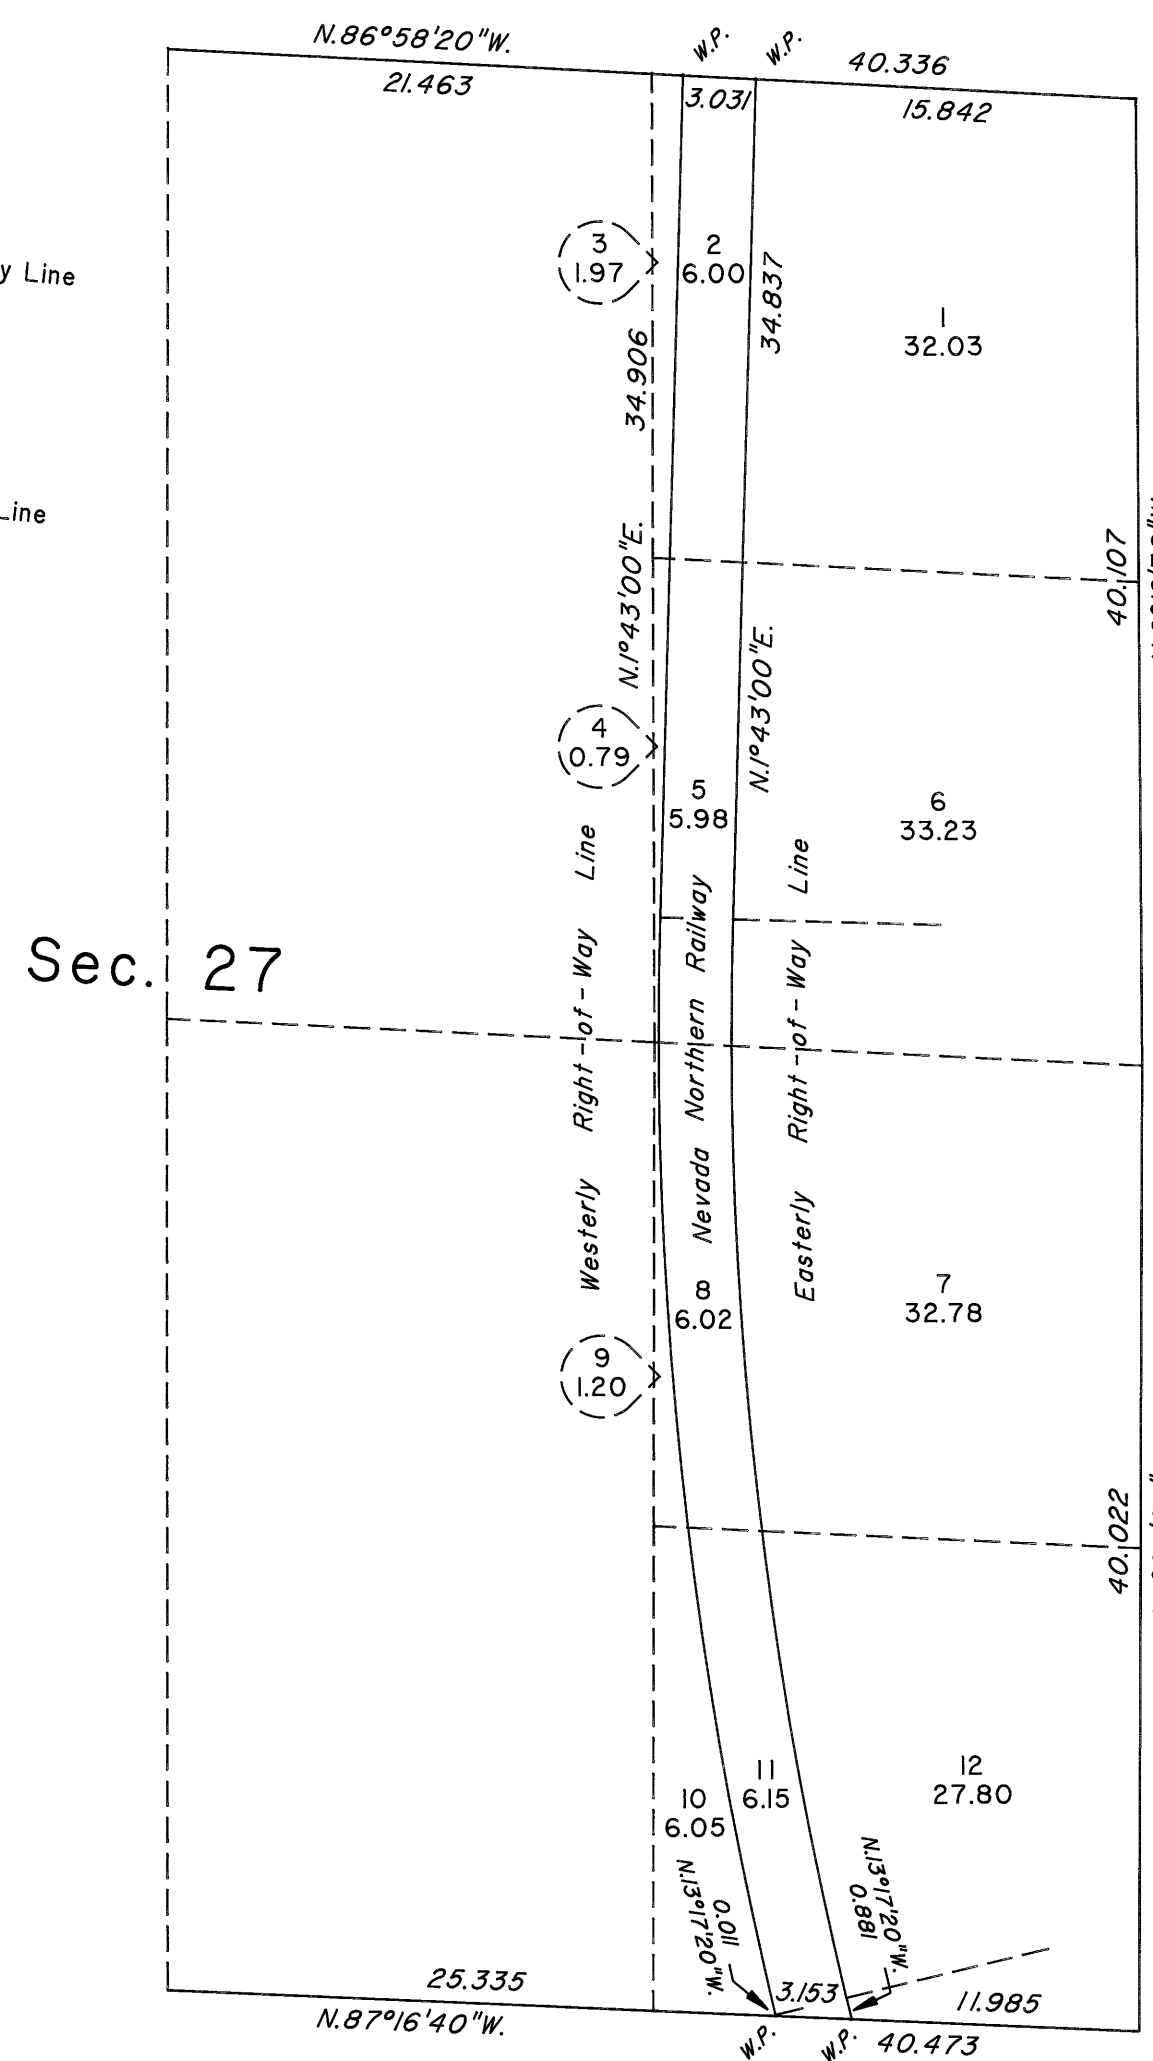 N.86°58'20"W.
W.P.
W.P.
40.336
21.463
3.031
15.842
3
1.97
2
6.00
y Line
34.837
1
32.03
34.906
Line
40.107
N.1°43'00"E.
N.1°43'00"E.
4
0.79
5
5.98
6
33.23
Sec. 27
Westerly Right-of-Way Line
Nevada Northern Railway
Easterly Right-of-Way Line
8
6.02
7
32.78
9
1.20
40.022
10
6.05
11
6.15
12
27.80
N.13°17'20"W.
0.011
N.13°17'20"W.
0.881
25.335
3.153
11.985
N.87°16'40"W.
W.P.
W.P.
40.473